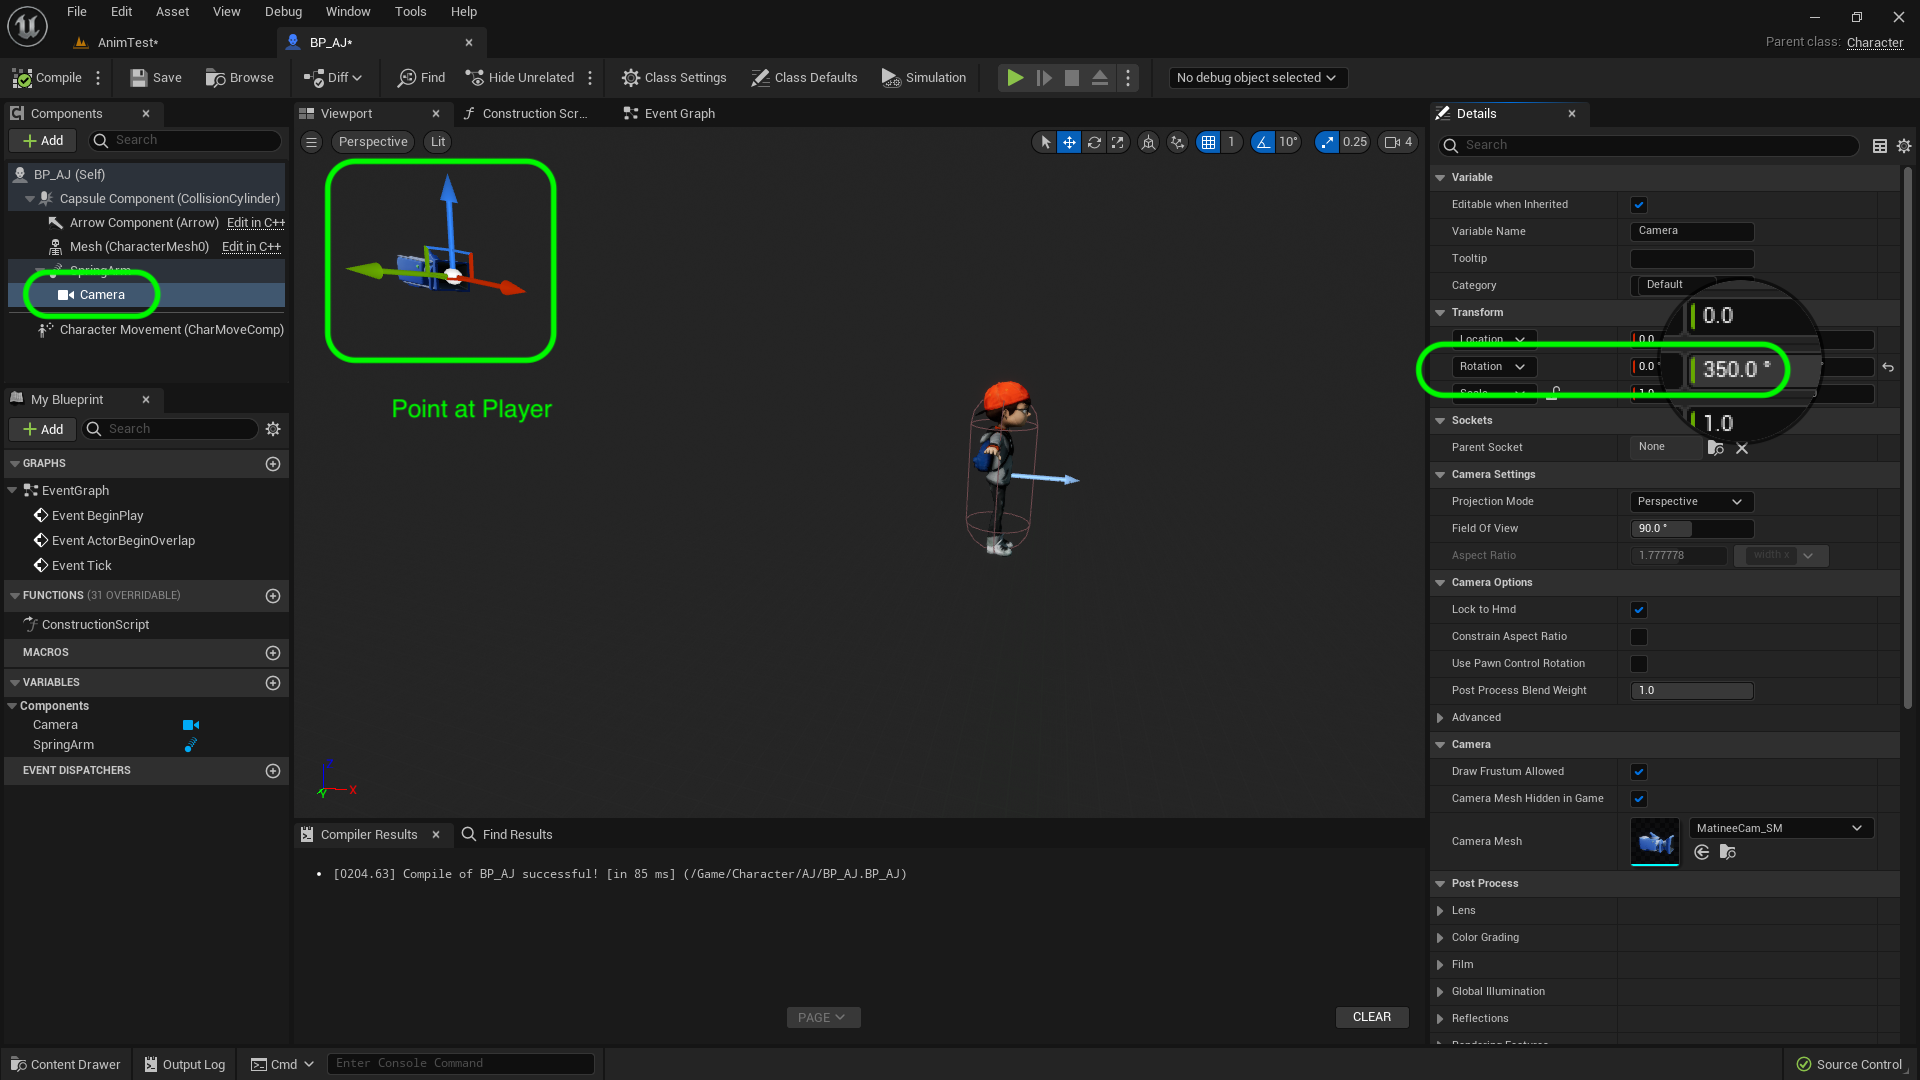 File Edit Asset View Debug Window Tools Help
AnimTest*
BP_AJ*
Parent class: Character
Compile
Save
Browse
Diff
Find
Hide Unrelated
Class Settings
Class Defaults
Simulation
No debug object selected
Components
Add
Search
BP_AJ (Self)
Capsule Component (CollisionCylinder)
Arrow Component (Arrow) Edit in C++
Mesh (CharacterMesh0) Edit in C++
SpringArm
Camera
Character Movement (CharMoveComp)
My Blueprint
Add
Search
GRAPHS
EventGraph
Event BeginPlay
Event ActorBeginOverlap
Event Tick
FUNCTIONS (31 OVERRIDABLE)
ConstructionScript
MACROS
VARIABLES
Components
Camera
SpringArm
EVENT DISPATCHERS
Viewport
Construction Scr...
Event Graph
Perspective
Lit
1
10°
0.25
4
Point at Player
Z
X
Y
Compiler Results
Find Results
[0204.63] Compile of BP_AJ successful! [in 85 ms] (/Game/Character/AJ/BP_AJ.BP_AJ)
PAGE
CLEAR
Details
Search
Variable
Editable when Inherited
Variable Name Camera
Tooltip
Category Default
Transform
Location 0.0 0.0
Rotation 0.0 ° 350.0 °
Scale 1.0 1.0
Sockets
Parent Socket None
Camera Settings
Projection Mode Perspective
Field Of View 90.0 °
Aspect Ratio 1.777778 width x
Camera Options
Lock to Hmd
Constrain Aspect Ratio
Use Pawn Control Rotation
Post Process Blend Weight 1.0
Advanced
Camera
Draw Frustum Allowed
Camera Mesh Hidden in Game
Camera Mesh MatineeCam_SM
Post Process
Lens
Color Grading
Film
Global Illumination
Reflections
Rendering Features
Content Drawer
Output Log
Cmd
Enter Console Command
Source Control